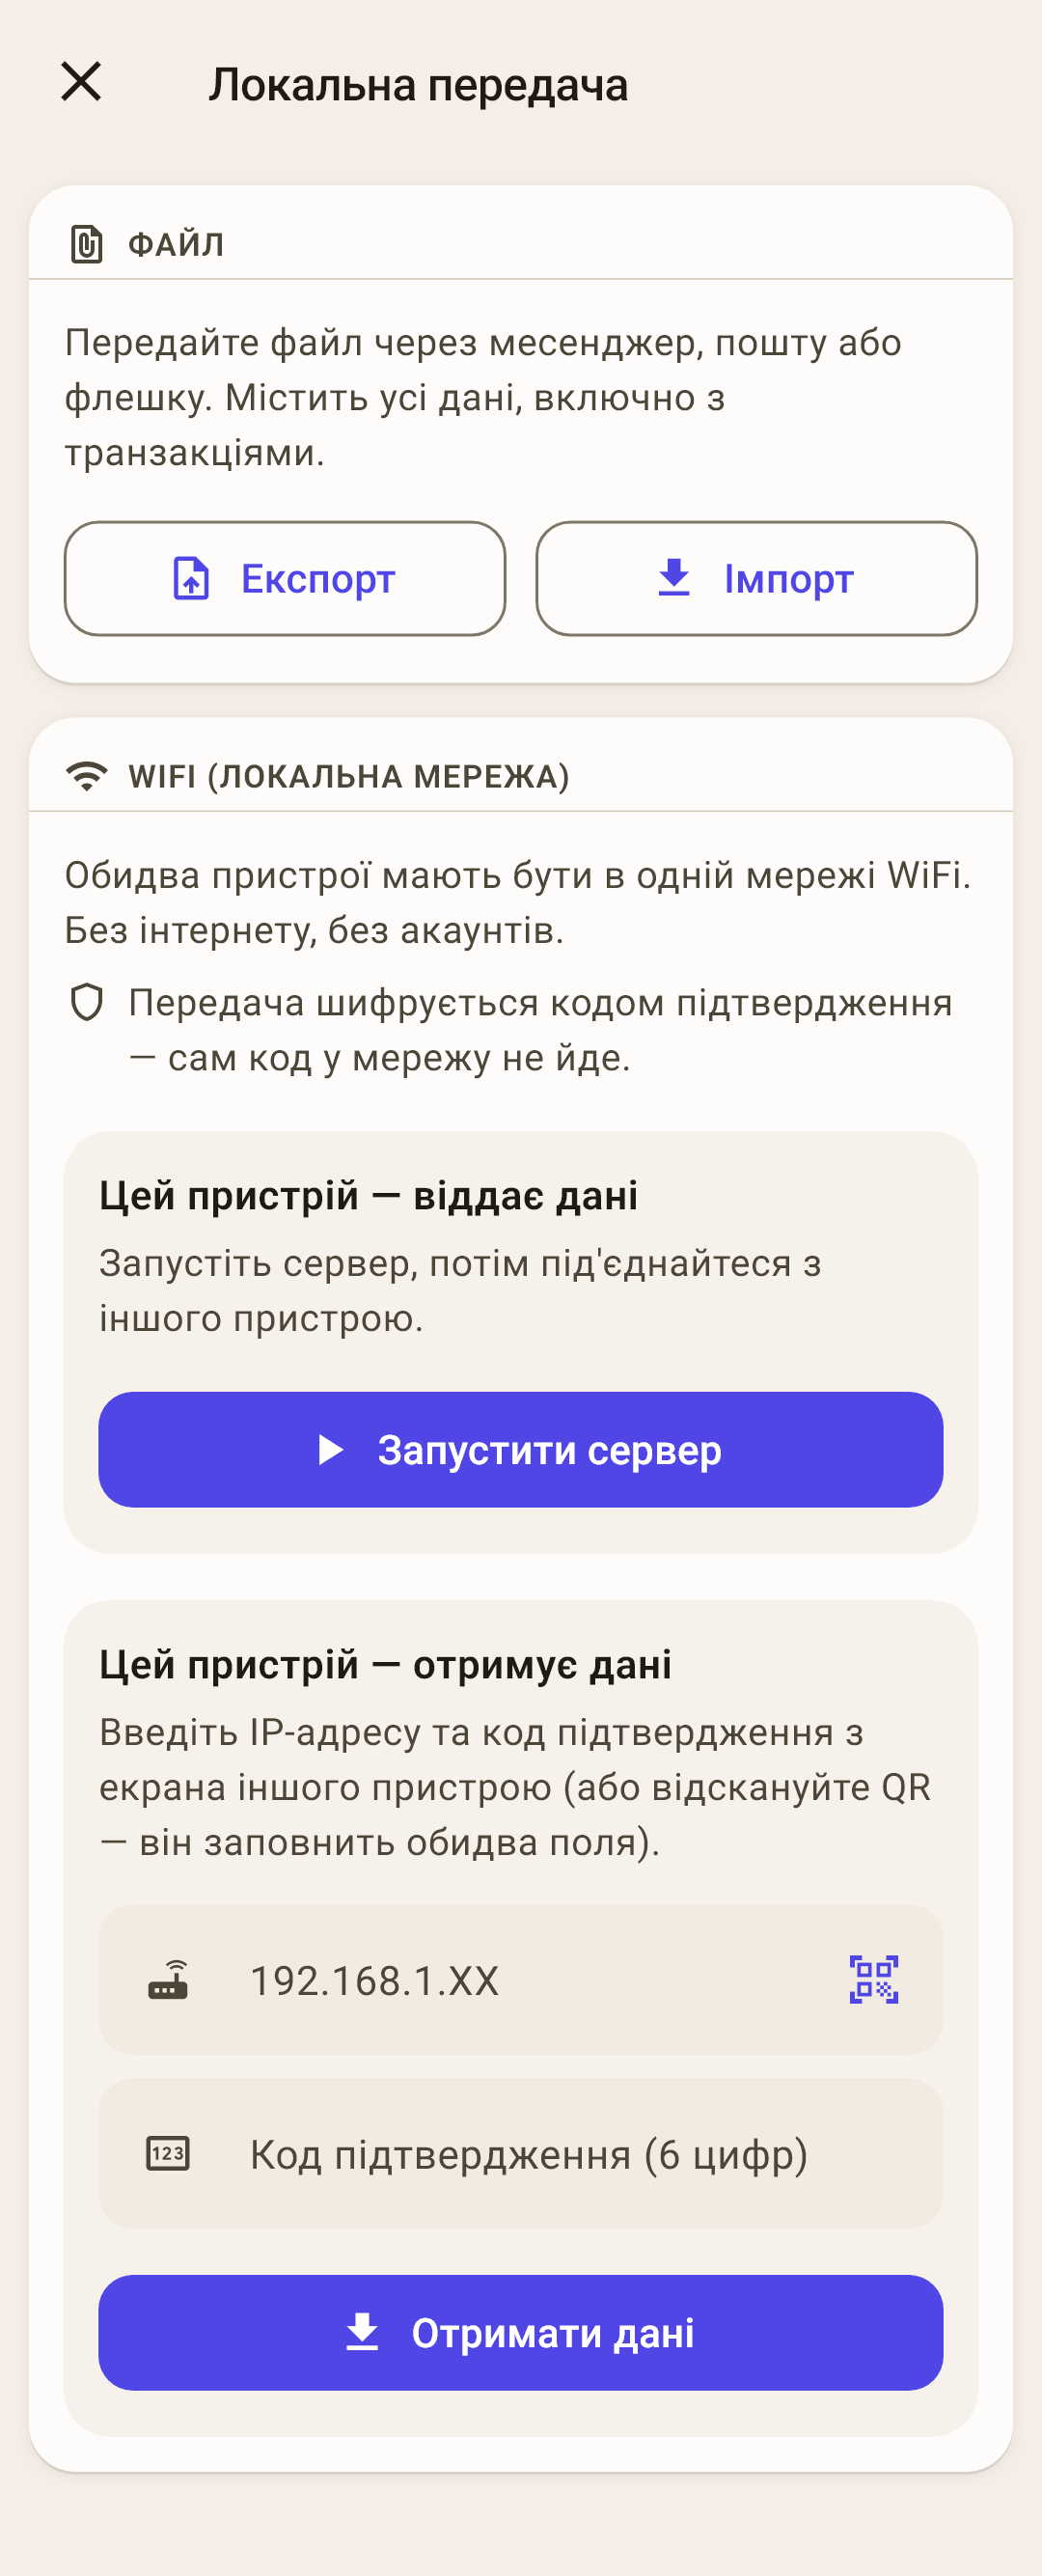 Локальна передача
ФАЙЛ
Передайте файл через месенджер, пошту або
флешку. Містить усі дані, включно з
транзакціями.
Експорт
Імпорт
WIFI (ЛОКАЛЬНА МЕРЕЖА)
Обидва пристрої мають бути в одній мережі WiFi.
Без інтернету, без акаунтів.
Передача шифрується кодом підтвердження
— сам код у мережу не йде.
Цей пристрій — віддає дані
Запустіть сервер, потім під'єднайтеся з
іншого пристрою.
Запустити сервер
Цей пристрій — отримує дані
Введіть IP-адресу та код підтвердження з
екрана іншого пристрою (або відскануйте QR
— він заповнить обидва поля).
192.168.1.XX
123
Код підтвердження (6 цифр)
Отримати дані